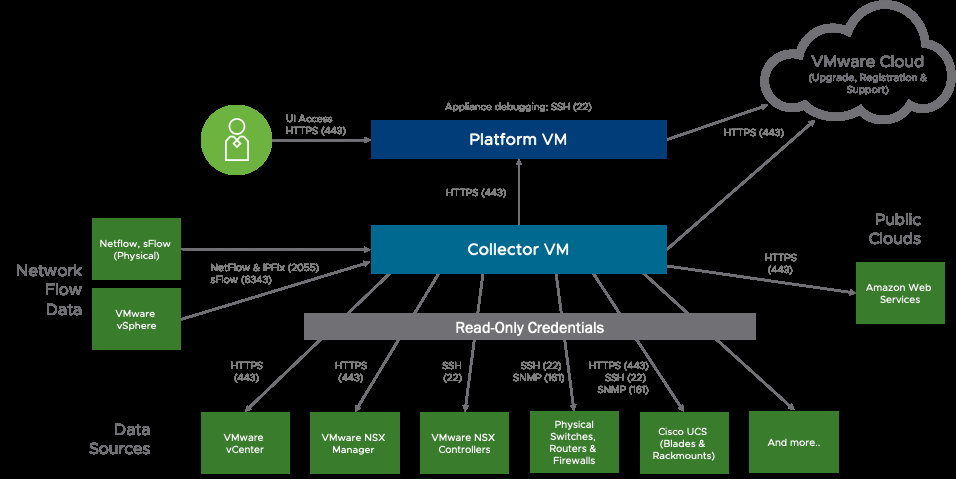 VMware Cloud
(Upgrade, Registration &
Support)
Appliance debugging: SSH (22)
UI Access
HTTPS (443)
Platform VM
HTTPS (443)
HTTPS (443)
Collector VM
Public
Clouds
Netflow, sFlow
(Physical)
HTTPS
(443)
Network
Flow
Data
NetFlow & IPFix (2055)
sFlow (6343)
Amazon Web
Services
VMware
vSphere
Read-Only Credentials
HTTPS
(443)
HTTPS
(443)
SSH
(22)
SSH (22)
SNMP (161)
HTTPS (443)
SSH (22)
SNMP (161)
Data
Sources
VMware
vCenter
VMware NSX
Manager
VMware NSX
Controllers
Physical
Switches,
Routers &
Firewalls
Cisco UCS
(Blades &
Rackmounts)
And more..